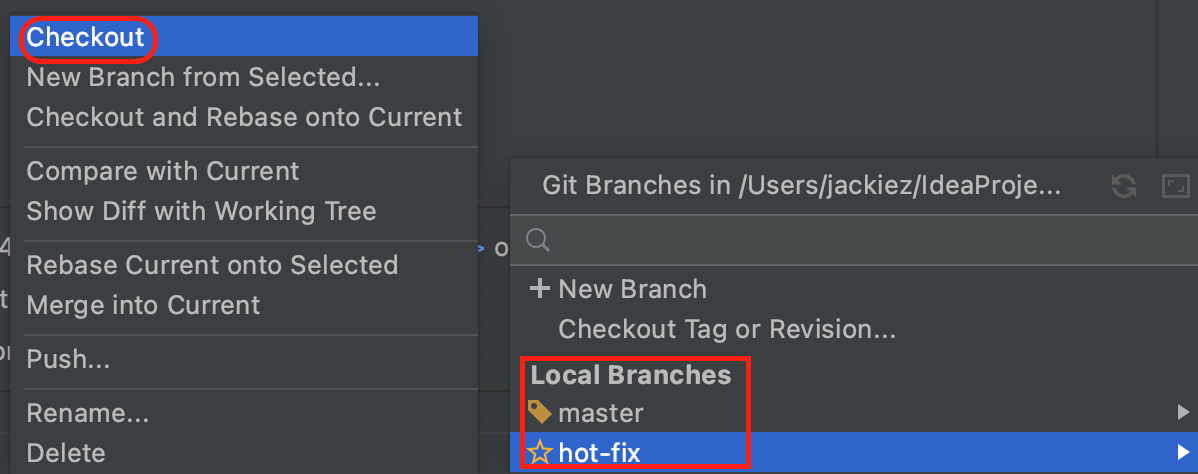 Checkout
New Branch from Selected...
Checkout and Rebase onto Current
Compare with Current
Show Diff with Working Tree
Rebase Current onto Selected
Merge into Current
Push...
Rename...
Delete
Git Branches in /Users/jackiez/IdeaProje...
New Branch
Checkout Tag or Revision...
Local Branches
master
hot-fix